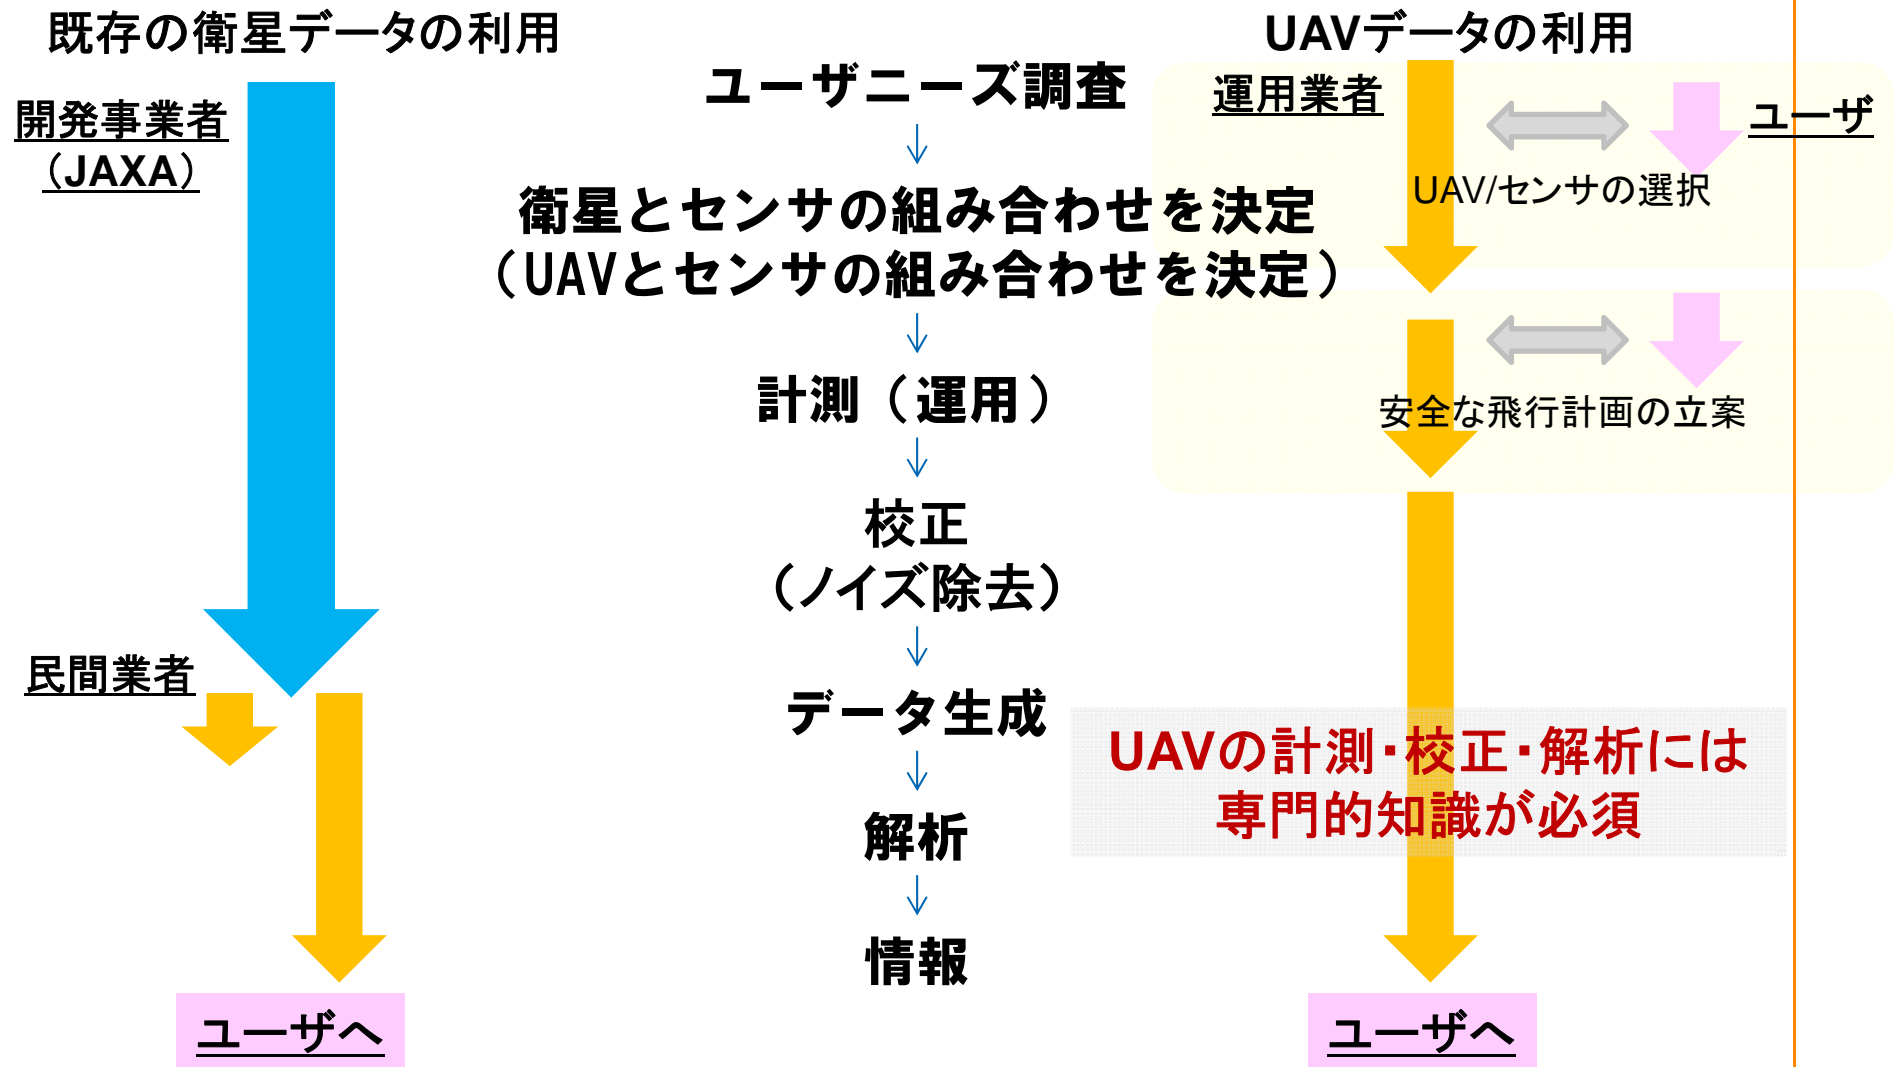 既存の衛星データの利用
開発事業者
（JAXA）
民間業者
ユーザへ
ユーザニーズ調査
衛星とセンサの組み合わせを決定
（UAVとセンサの組み合わせを決定）
計測（運用）
校正
（ノイズ除去）
データ生成
解析
情報
UAVデータの利用
運用業者
ユーザ
UAV/センサの選択
安全な飛行計画の立案
UAVの計測・校正・解析には
専門的知識が必須
ユーザへ